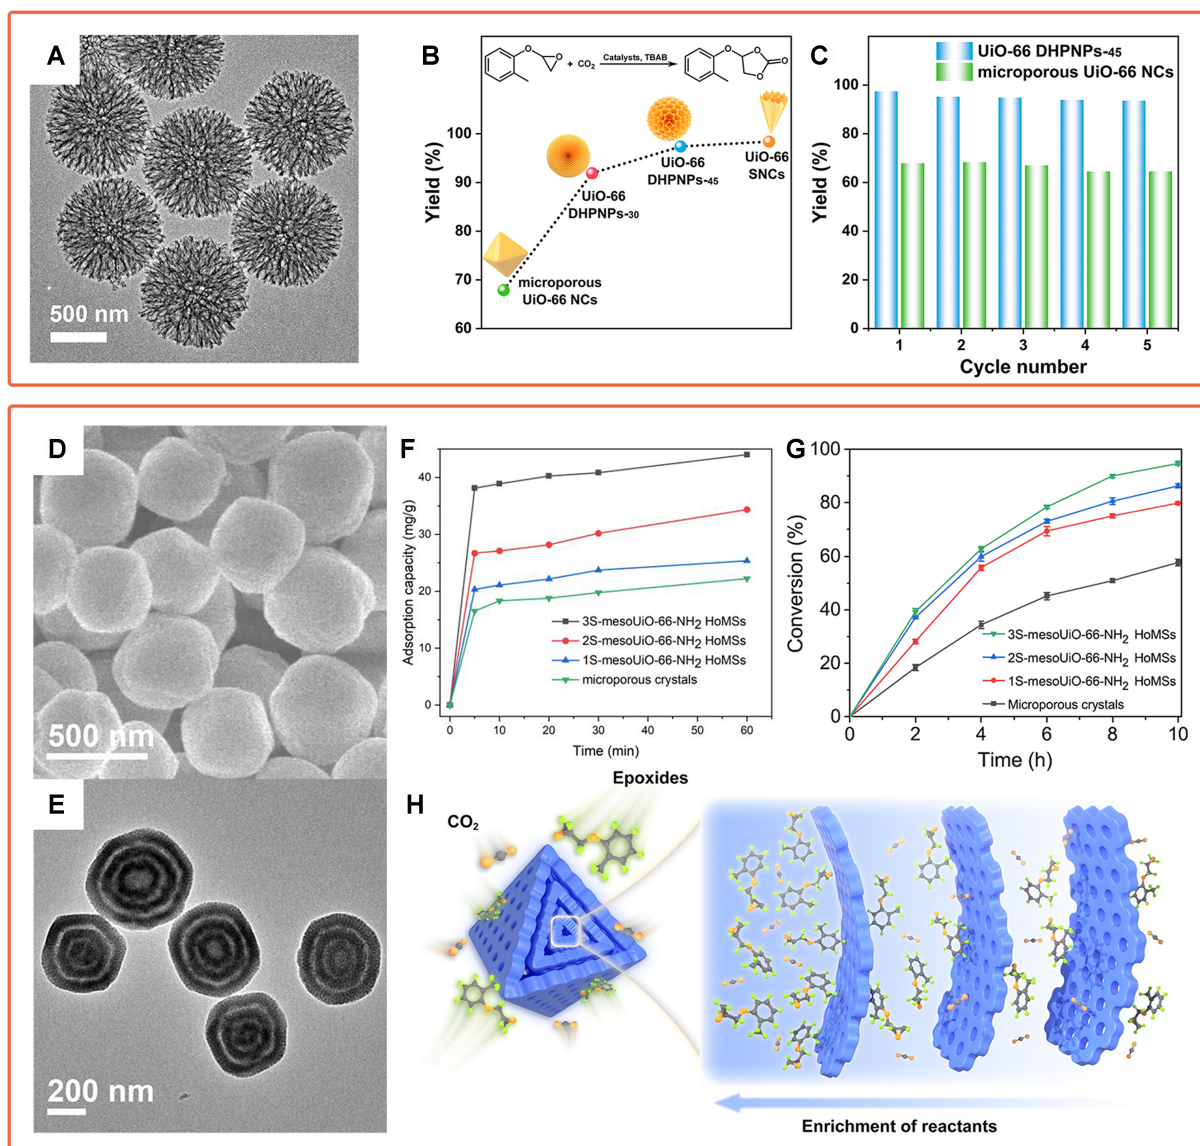 A
500 nm
B
O
O
+ CO2
Catalysts, TBAB
O
O
O
O
Yield (%)
100
90
80
70
60
microporous
UiO-66 NCs
UiO-66
DHPNPs-30
UiO-66
DHPNPs-45
UiO-66
SNCs
C
UiO-66 DHPNPs-45
microporous UiO-66 NCs
Yield (%)
100
80
60
40
20
0
1 2 3 4 5
Cycle number
D
500 nm
E
200 nm
F
Adsorption capacity (mg/g)
40
30
20
10
0
3S-mesoUiO-66-NH2 HoMSs
2S-mesoUiO-66-NH2 HoMSs
1S-mesoUiO-66-NH2 HoMSs
microporous crystals
0 10 20 30 40 50 60
Time (min)
G
Conversion (%)
100
80
60
40
20
0
3S-mesoUiO-66-NH2 HoMSs
2S-mesoUiO-66-NH2 HoMSs
1S-mesoUiO-66-NH2 HoMSs
Microporous crystals
0 2 4 6 8 10
Time (h)
H
Epoxides
CO2
Enrichment of reactants